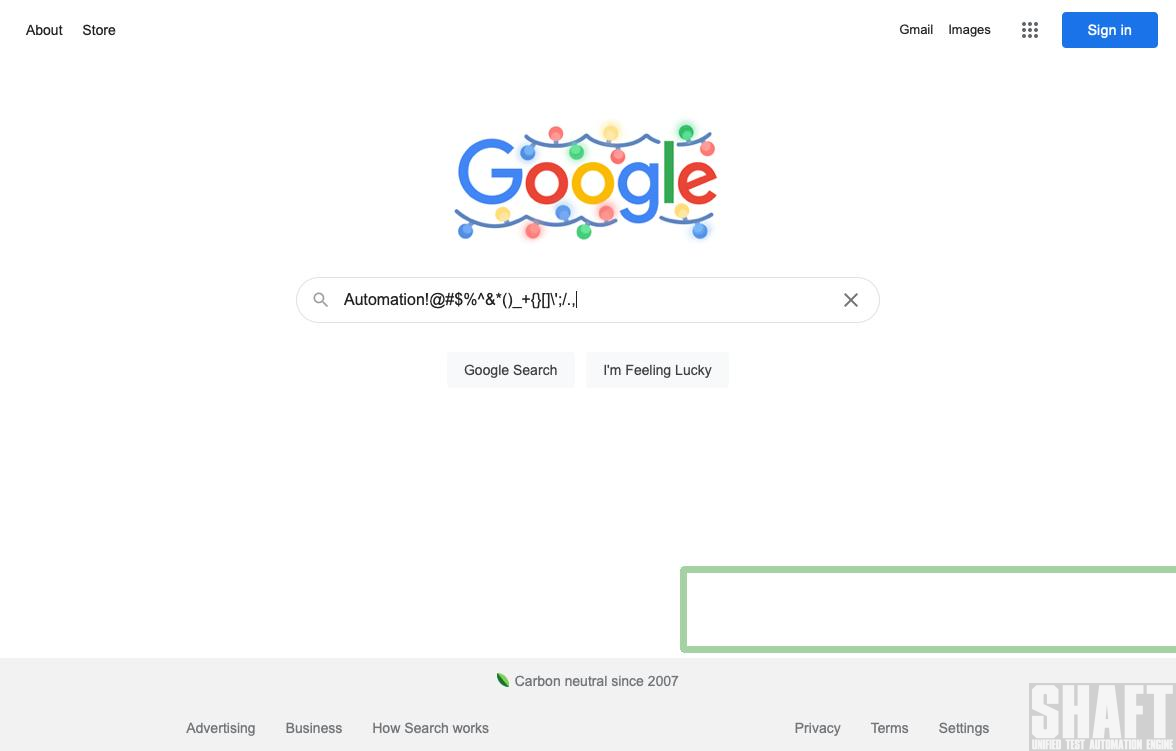 About Store
Gmail Images
Sign in
Google
Automation!@#$%^&*()_+{}[]\';/.,
Google Search
I'm Feeling Lucky
Carbon neutral since 2007
Advertising Business How Search works
Privacy Terms Settings
SHAFT
UNIFIED TEST AUTOMATION ENGINE